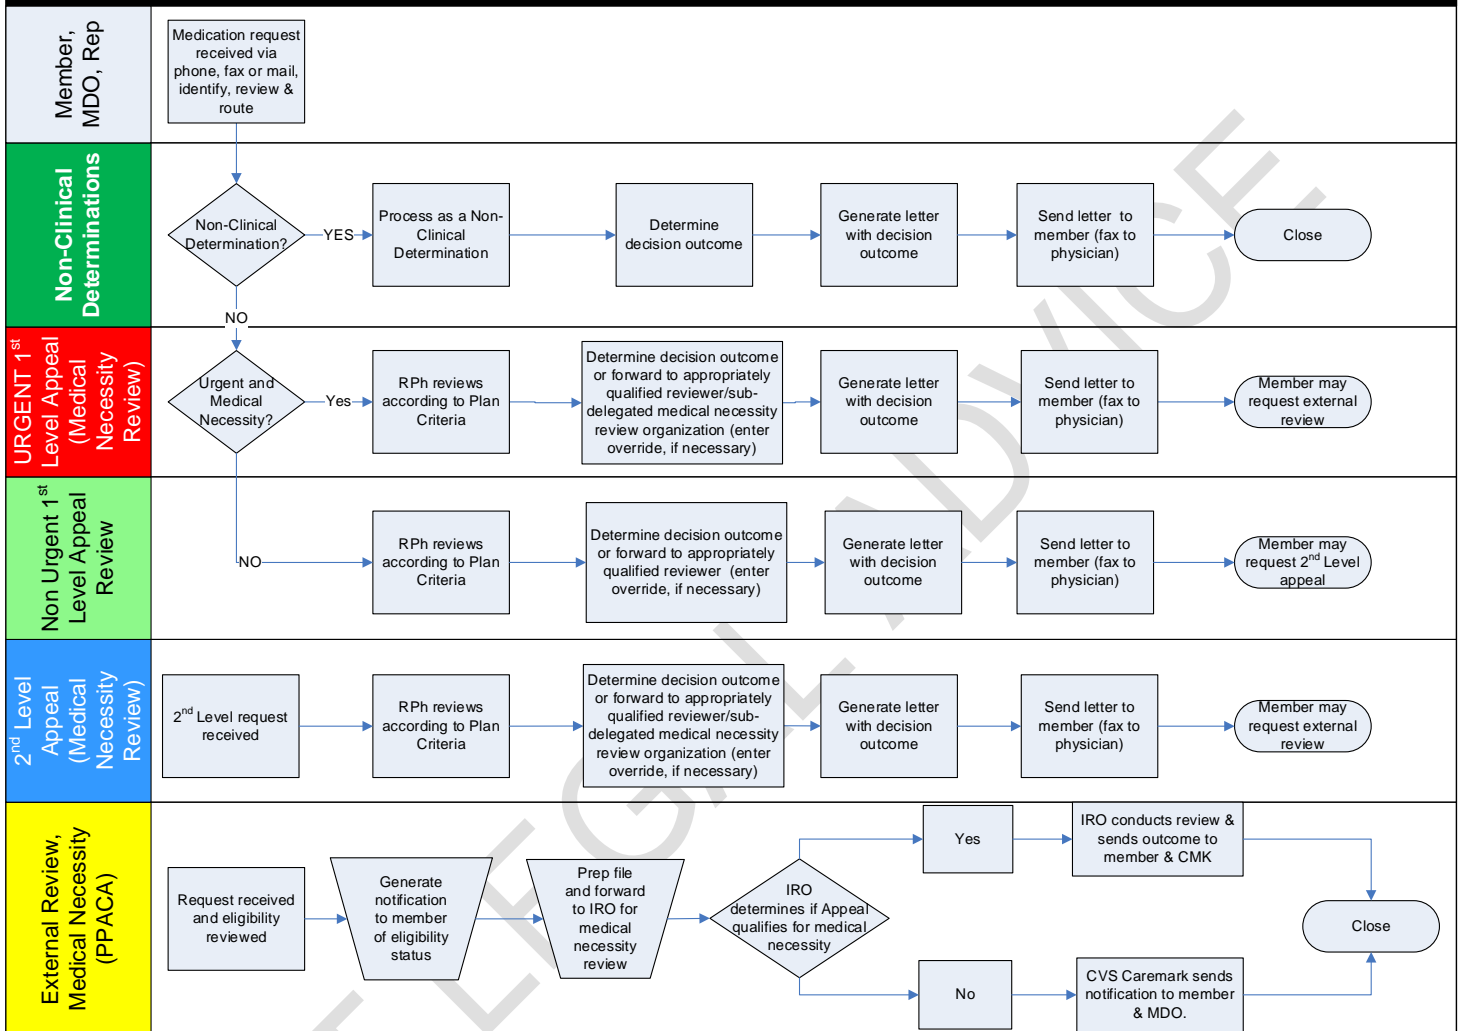 Member,
MDO, Rep
Medication request
received via
phone, fax or mail,
identify, review &
route
Non-Clinical
Determinations
Non-Clinical
Determination?
YES
Process as a Non-
Clinical
Determination
Determine
decision outcome
Generate letter
with decision
outcome
Send letter to
member (fax to
physician)
Close
NO
URGENT 1st
Level Appeal
(Medical
Necessity
Review)
Urgent and
Medical
Necessity?
Yes
RPh reviews
according to Plan
Criteria
Determine decision outcome
or forward to appropriately
qualified reviewer/sub-
delegated medical necessity
review organization (enter
override, if necessary)
Generate letter
with decision
outcome
Send letter to
member (fax to
physician)
Member may
request external
review
Non Urgent 1st
Level Appeal
Review
NO
RPh reviews
according to Plan
Criteria
Determine decision outcome
or forward to appropriately
qualified reviewer (enter
override, if necessary)
Generate letter
with decision
outcome
Send letter to
member (fax to
physician)
Member may
request 2nd Level
appeal
2nd Level
Appeal
(Medical
Necessity
Review)
2nd Level request
received
RPh reviews
according to Plan
Criteria
Determine decision outcome
or forward to appropriately
qualified reviewer/sub-
delegated medical necessity
review organization (enter
override, if necessary)
Generate letter
with decision
outcome
Send letter to
member (fax to
physician)
Member may
request external
review
External Review,
Medical Necessity
(PPACA)
Request received
and eligibility
reviewed
Generate
notification
to member
of eligibility
status
Prep file
and forward
to IRO for
medical
necessity
review
IRO
determines if Appeal
qualifies for medical
necessity
Yes
IRO conducts review &
sends outcome to
member & CMK
No
CVS Caremark sends
notification to member
& MDO.
Close
LEGAL ADVICE